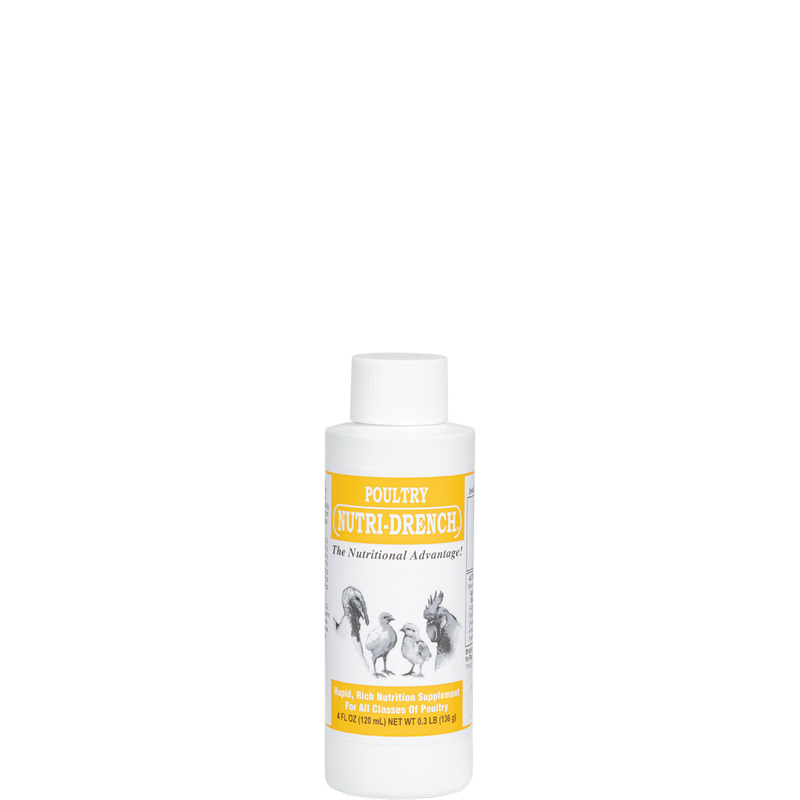 POULTRY
NUTRI-DRENCH
The Nutritional Advantage!
Rapid, Rich Nutrition Supplement
For All Classes Of Poultry
4 FL OZ (120 mL) NET WT 0.3 LB (136 g)